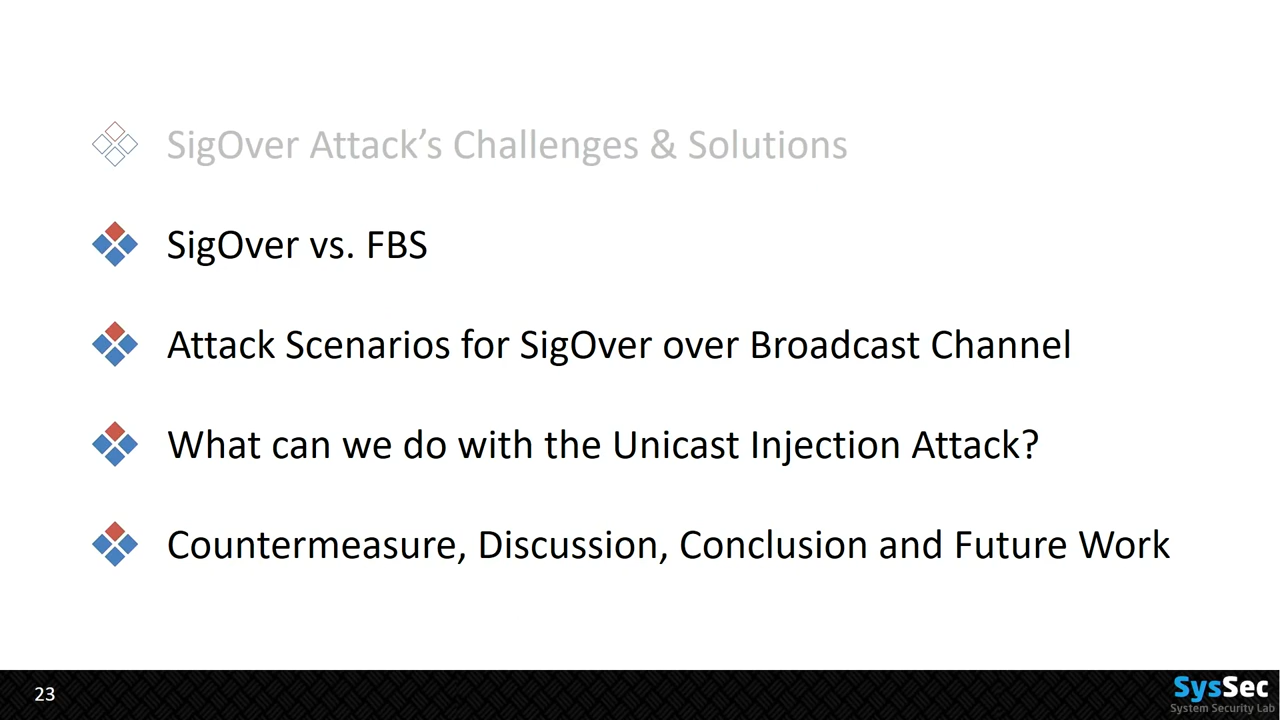 SigOver Attack’s Challenges & Solutions
SigOver vs. FBS
Attack Scenarios for SigOver over Broadcast Channel
What can we do with the Unicast Injection Attack?
Countermeasure, Discussion, Conclusion and Future Work
23
SysSec
System Security Lab